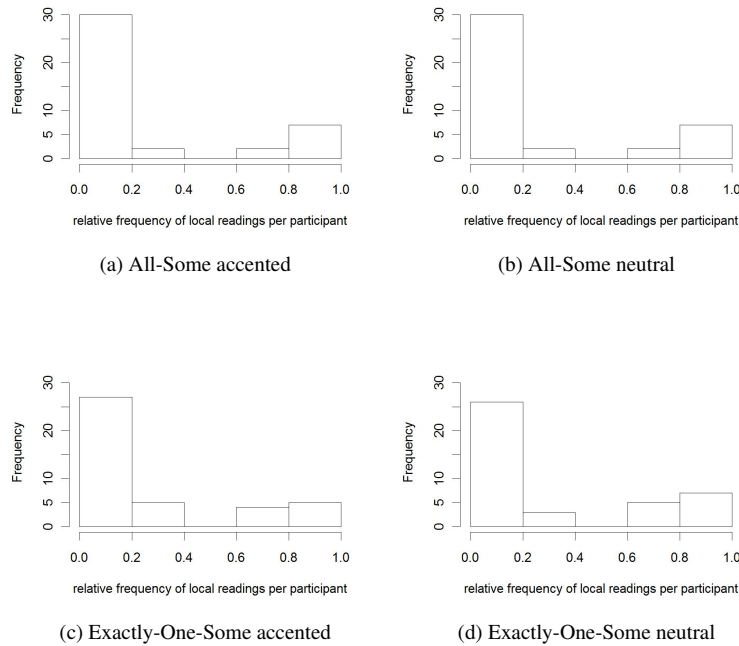 Frequency
0 5 10 20 30
0.0 0.2 0.4 0.6 0.8 1.0
relative frequency of local readings per participant
(a) All-Some accented
Frequency
0 5 10 20 30
0.0 0.2 0.4 0.6 0.8 1.0
relative frequency of local readings per participant
(b) All-Some neutral
Frequency
0 5 10 20 30
0.0 0.2 0.4 0.6 0.8 1.0
relative frequency of local readings per participant
(c) Exactly-One-Some accented
Frequency
0 5 10 20 30
0.0 0.2 0.4 0.6 0.8 1.0
relative frequency of local readings per participant
(d) Exactly-One-Some neutral